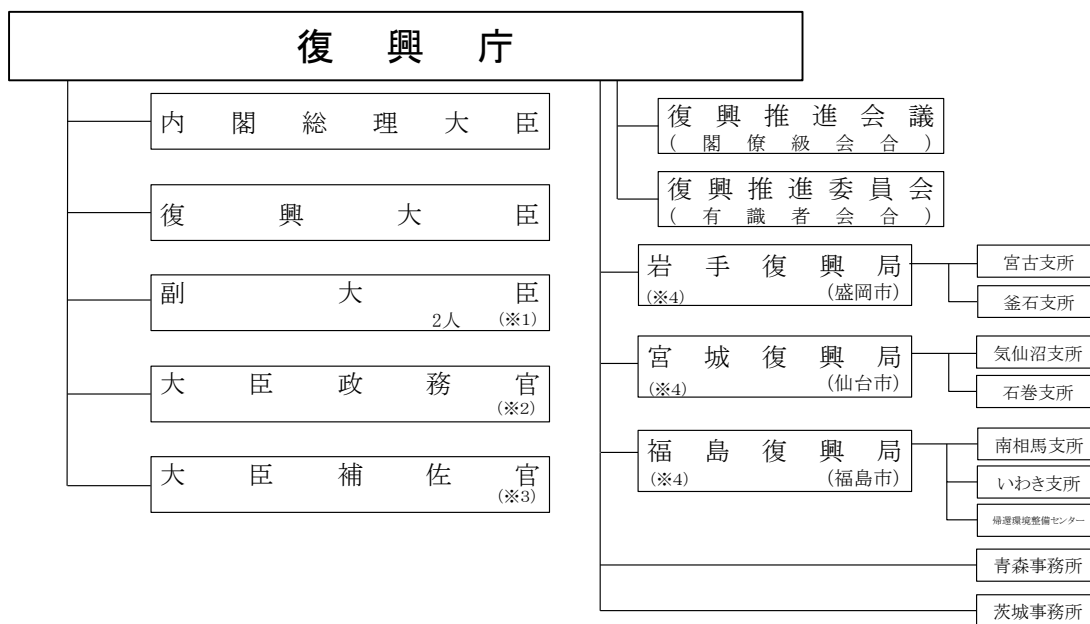 復興庁
内閣総理大臣
復興大臣
副大臣
2人 (※1)
大臣政務官
(※2)
大臣補佐官
(※3)
復興推進会議
(閣僚級会合)
復興推進委員会
(有識者会合)
岩手復興局
(※4) (盛岡市)
宮古支所
釜石支所
宮城復興局
(※4) (仙台市)
気仙沼支所
石巻支所
福島復興局
(※4) (福島市)
南相馬支所
いわき支所
帰還環境整備センター
青森事務所
茨城事務所